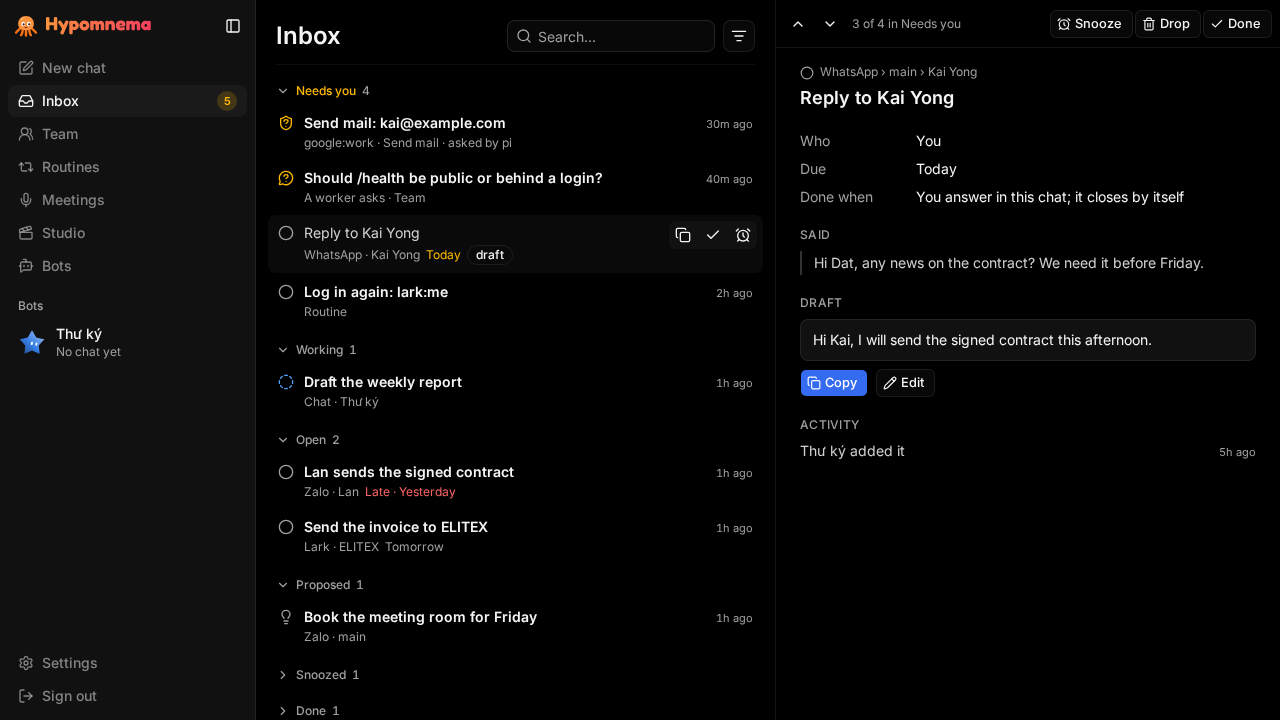 Hypomnema
New chat
Inbox
5
Team
Routines
Meetings
Studio
Bots
Bots
Thư ký
No chat yet
Settings
Sign out
Inbox
Search...
Needs you 4
Send mail: kai@example.com
30m ago
google:work · Send mail · asked by pi
Should /health be public or behind a login?
40m ago
A worker asks · Team
Reply to Kai Yong
WhatsApp · Kai Yong Today draft
Log in again: lark:me
2h ago
Routine
Working 1
Draft the weekly report
1h ago
Chat · Thư ký
Open 2
Lan sends the signed contract
1h ago
Zalo · Lan Late · Yesterday
Send the invoice to ELITEX
1h ago
Lark · ELITEX Tomorrow
Proposed 1
Book the meeting room for Friday
1h ago
Zalo · main
Snoozed 1
Done 1
3 of 4 in Needs you
Snooze
Drop
Done
WhatsApp › main › Kai Yong
Reply to Kai Yong
Who You
Due Today
Done when You answer in this chat; it closes by itself
SAID
Hi Dat, any news on the contract? We need it before Friday.
DRAFT
Hi Kai, I will send the signed contract this afternoon.
Copy
Edit
ACTIVITY
Thư ký added it
5h ago